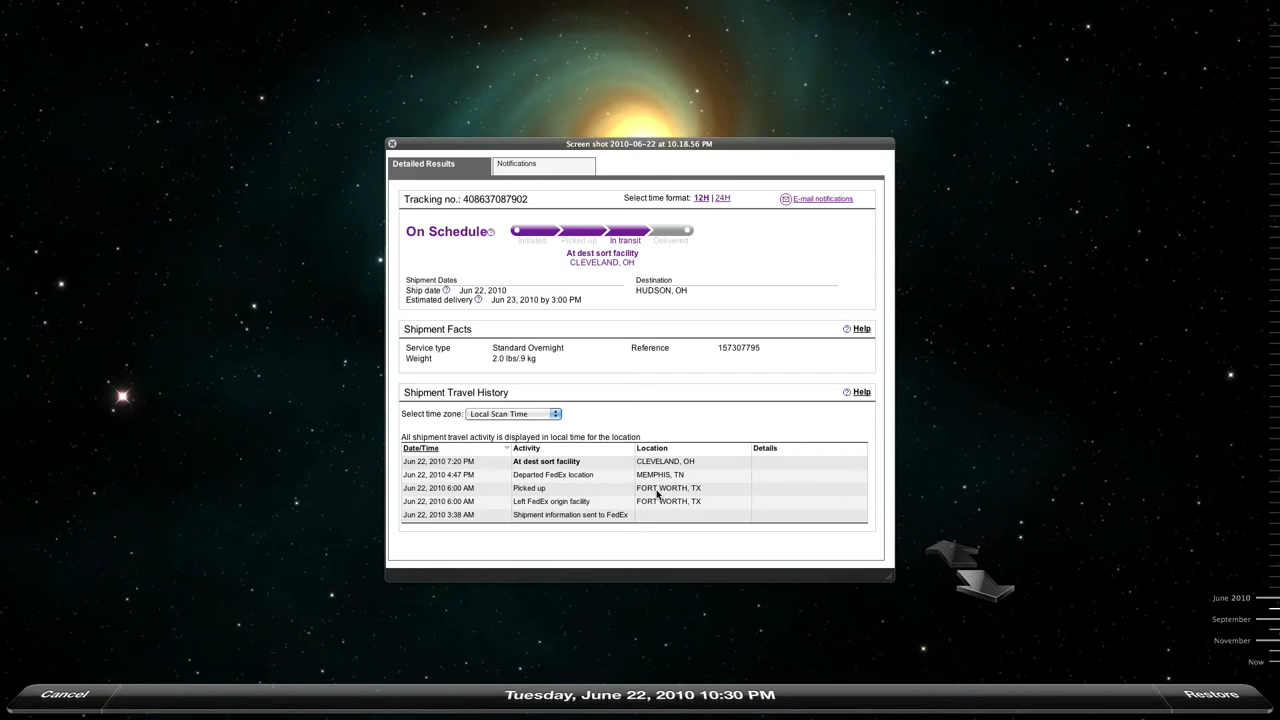 Screen shot 2010-06-22 at 10.18.56 PM
Detailed Results Notifications
Tracking no.: 408637087902 Select time format: 12H | 24H E-mail notifications
On Schedule
Initiated Picked up In transit Delivered
At dest sort facility
CLEVELAND, OH
Shipment Dates Destination
Ship date Jun 22, 2010 HUDSON, OH
Estimated delivery Jun 23, 2010 by 3:00 PM
Shipment Facts Help
Service type Standard Overnight Reference 157307795
Weight 2.0 lbs/.9 kg
Shipment Travel History Help
Select time zone: Local Scan Time
All shipment travel activity is displayed in local time for the location
Date/Time Activity Location Details
Jun 22, 2010 7:20 PM At dest sort facility CLEVELAND, OH
Jun 22, 2010 4:47 PM Departed FedEx location MEMPHIS, TN
Jun 22, 2010 6:00 AM Picked up FORT WORTH, TX
Jun 22, 2010 6:00 AM Left FedEx origin facility FORT WORTH, TX
Jun 22, 2010 3:38 AM Shipment information sent to FedEx
June 2010
September
November
Now
Cancel Tuesday, June 22, 2010 10:30 PM Restore